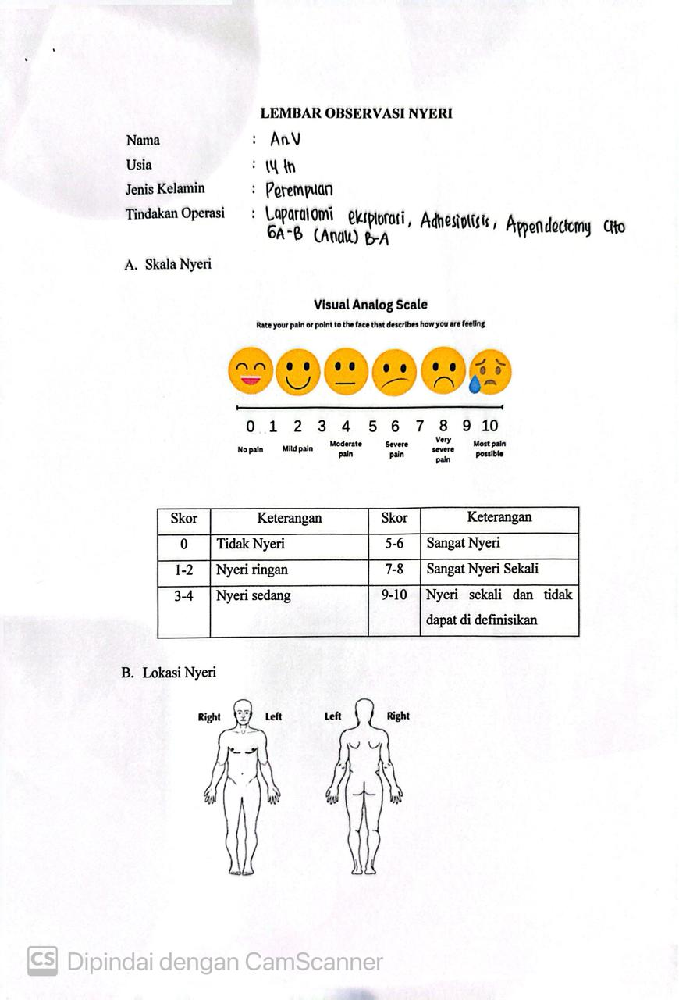 LEMBAR OBSERVASI NYERI
Nama : An.V
Usia : 14 th
Jenis Kelamin : Perempuan
Tindakan Operasi : Laparatomi eksplorasi, Adhesiolisis, Appendectomy Cito
GA-B (Anak) B-A
A. Skala Nyeri
Visual Analog Scale
Rate your pain or point to the face that describes how you are feeling
0 1 2 3 4 5 6 7 8 9 10
No pain Mild pain Moderate pain Severe pain Very severe pain Most pain possible
Skor Keterangan Skor Keterangan
0 Tidak Nyeri 5-6 Sangat Nyeri
1-2 Nyeri ringan 7-8 Sangat Nyeri Sekali
3-4 Nyeri sedang 9-10 Nyeri sekali dan tidak
dapat di definisikan
B. Lokasi Nyeri
Right Left Left Right
CS Dipindai dengan CamScanner